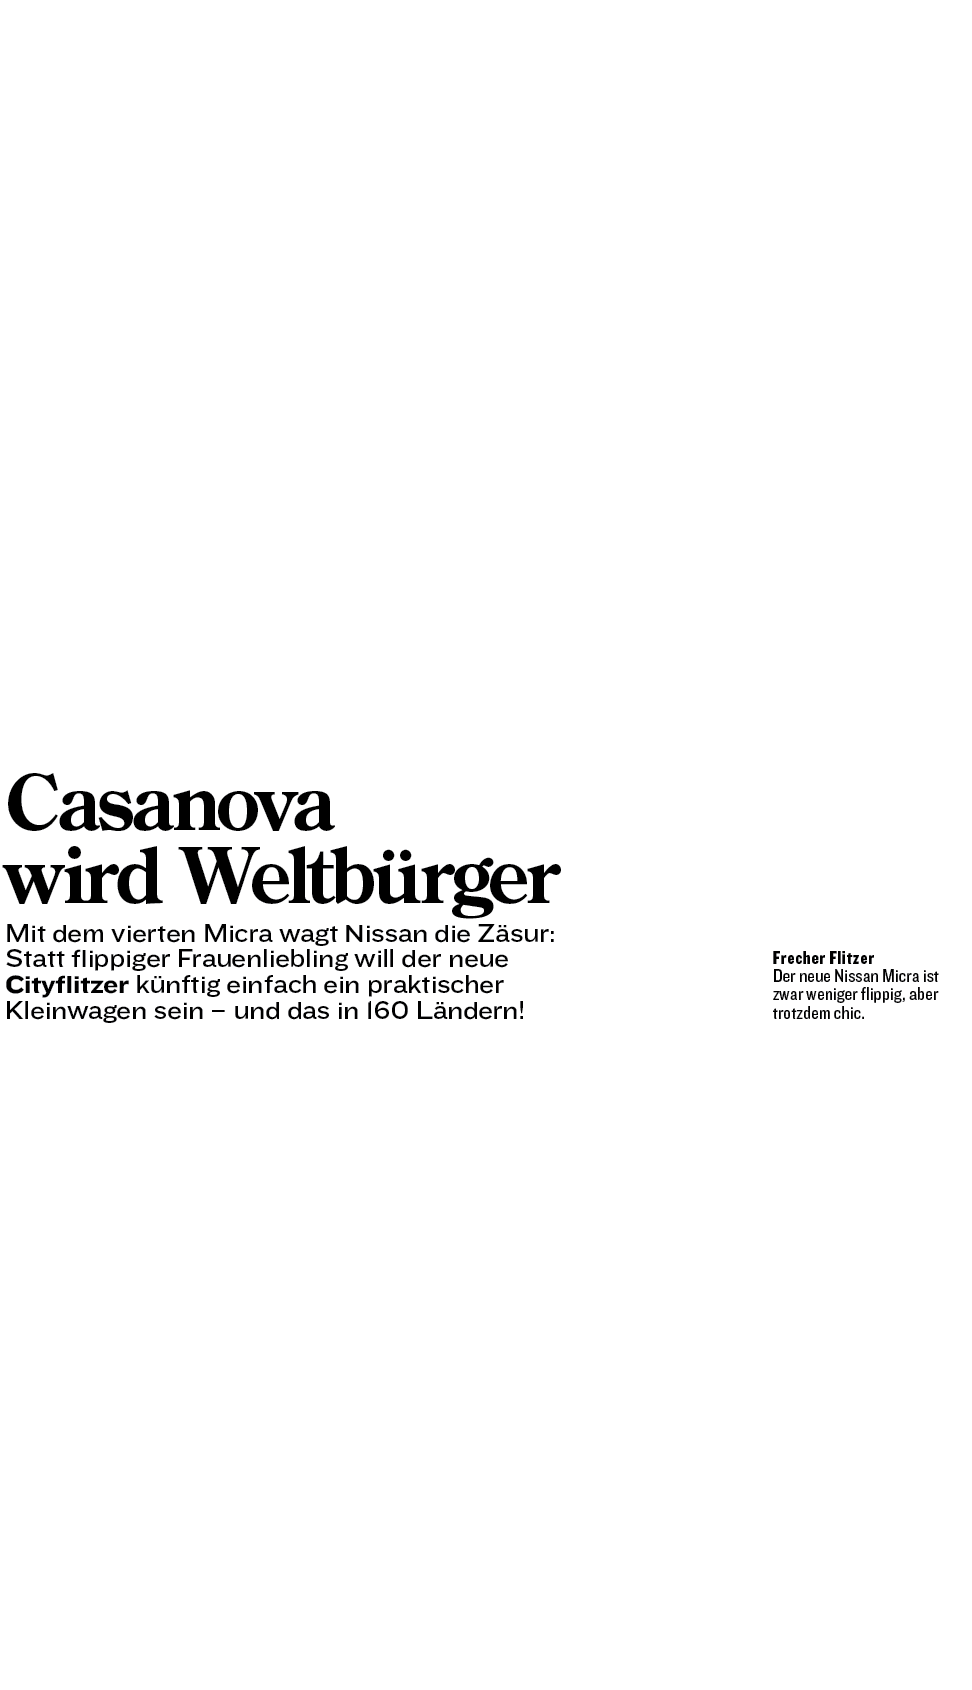 Casanova
wird Weltbürger
Mit dem vierten Micra wagt Nissan die Zäsur:
Statt flippiger Frauenliebling will der neue
Cityflitzer künftig einfach ein praktischer
Kleinwagen sein – und das in 160 Ländern!
Frecher Flitzer
Der neue Nissan Micra ist
zwar weniger flippig, aber
trotzdem chic.